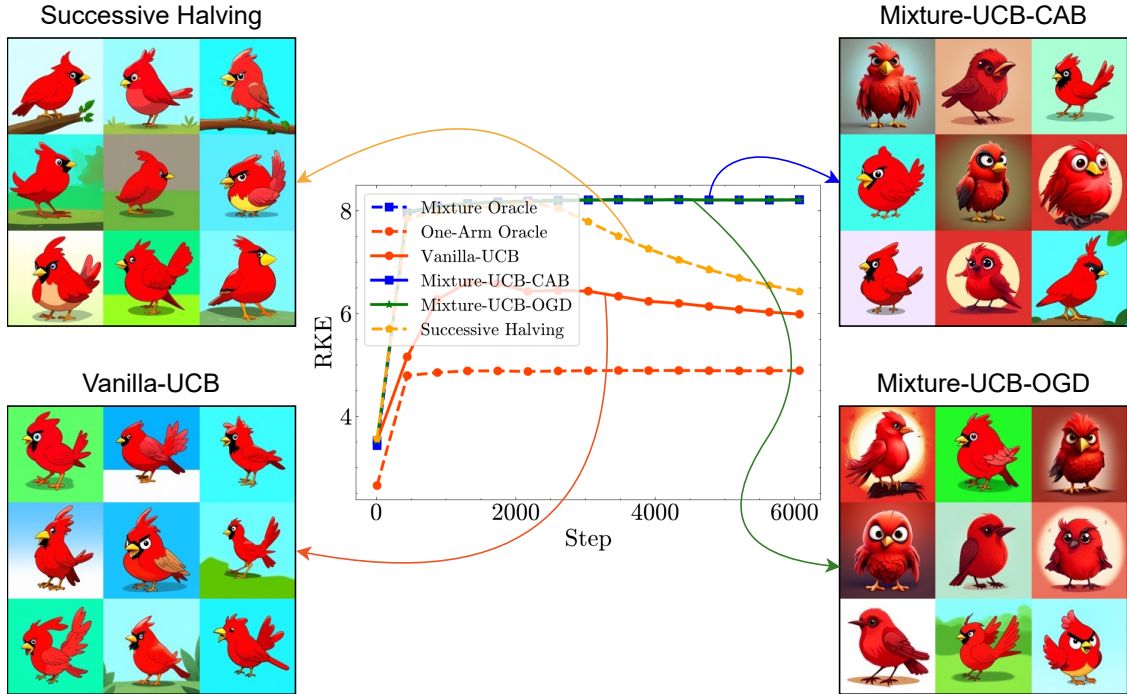 Successive Halving
Mixture-UCB-CAB
8
6
4
RKE
Mixture Oracle
One-Arm Oracle
Vanilla-UCB
Mixture-UCB-CAB
Mixture-UCB-OGD
Successive Halving
0
2000
4000
6000
Step
Vanilla-UCB
Mixture-UCB-OGD